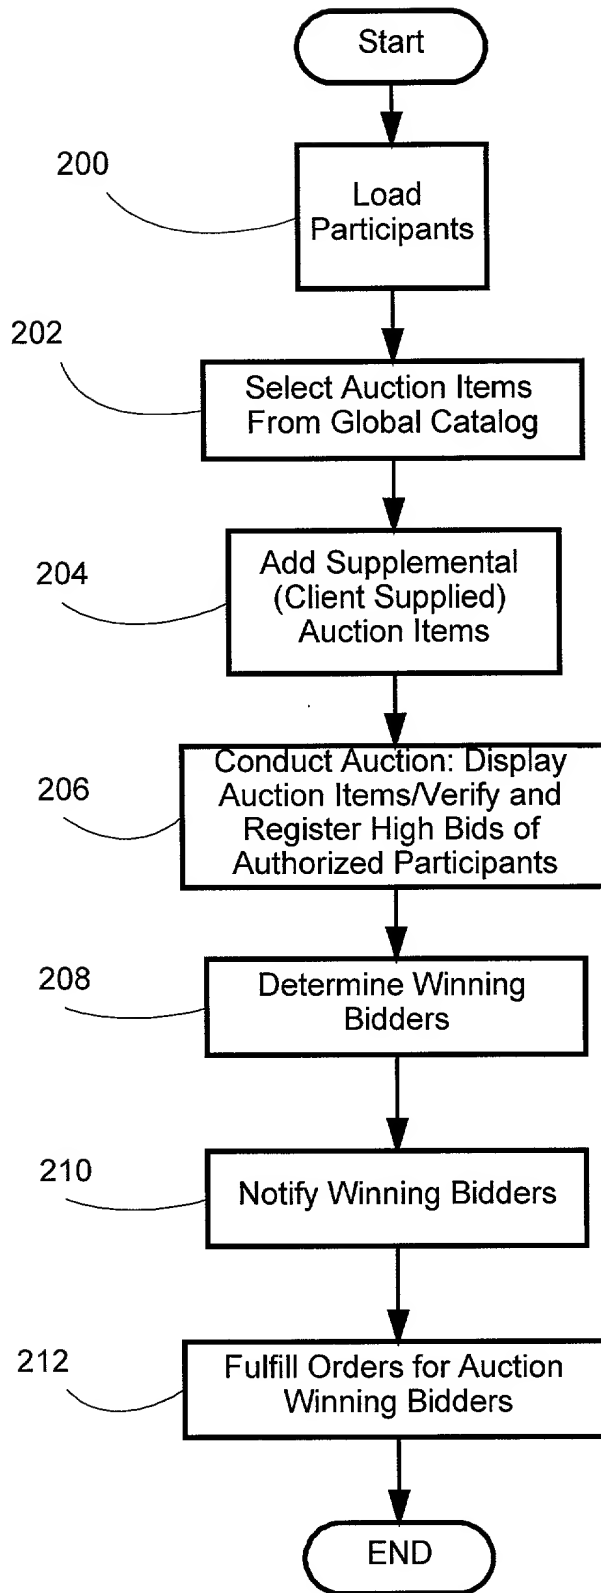 Start
200
Load
Participants
202
Select Auction Items
From Global Catalog
204
Add Supplemental
(Client Supplied)
Auction Items
206
Conduct Auction: Display
Auction Items/Verify and
Register High Bids of
Authorized Participants
208
Determine Winning
Bidders
210
Notify Winning Bidders
212
Fulfill Orders for Auction
Winning Bidders
END